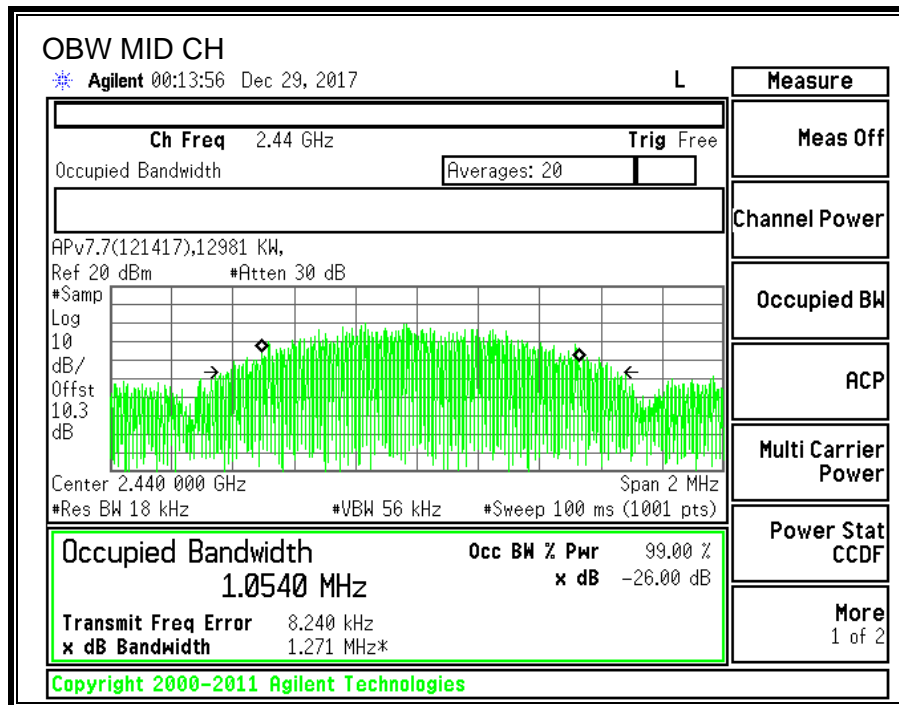 OBW MID CH
Agilent 00:13:56 Dec 29, 2017 L
Measure
Ch Freq 2.44 GHz Trig Free
Meas Off
Occupied Bandwidth Averages: 20
Channel Power
APv7.7(121417),12981 KW,
Ref 20 dBm #Atten 30 dB
#Samp
Log
10
dB/
Offst
10.3
dB
Occupied BW
ACP
Multi Carrier
Power
Center 2.440 000 GHz Span 2 MHz
#Res BW 18 kHz #VBW 56 kHz #Sweep 100 ms (1001 pts)
Power Stat
CCDF
Occupied Bandwidth Occ BW % Pwr 99.00 %
1.0540 MHz x dB -26.00 dB
Transmit Freq Error 8.240 kHz
x dB Bandwidth 1.271 MHz*
More
1 of 2
Copyright 2000-2011 Agilent Technologies